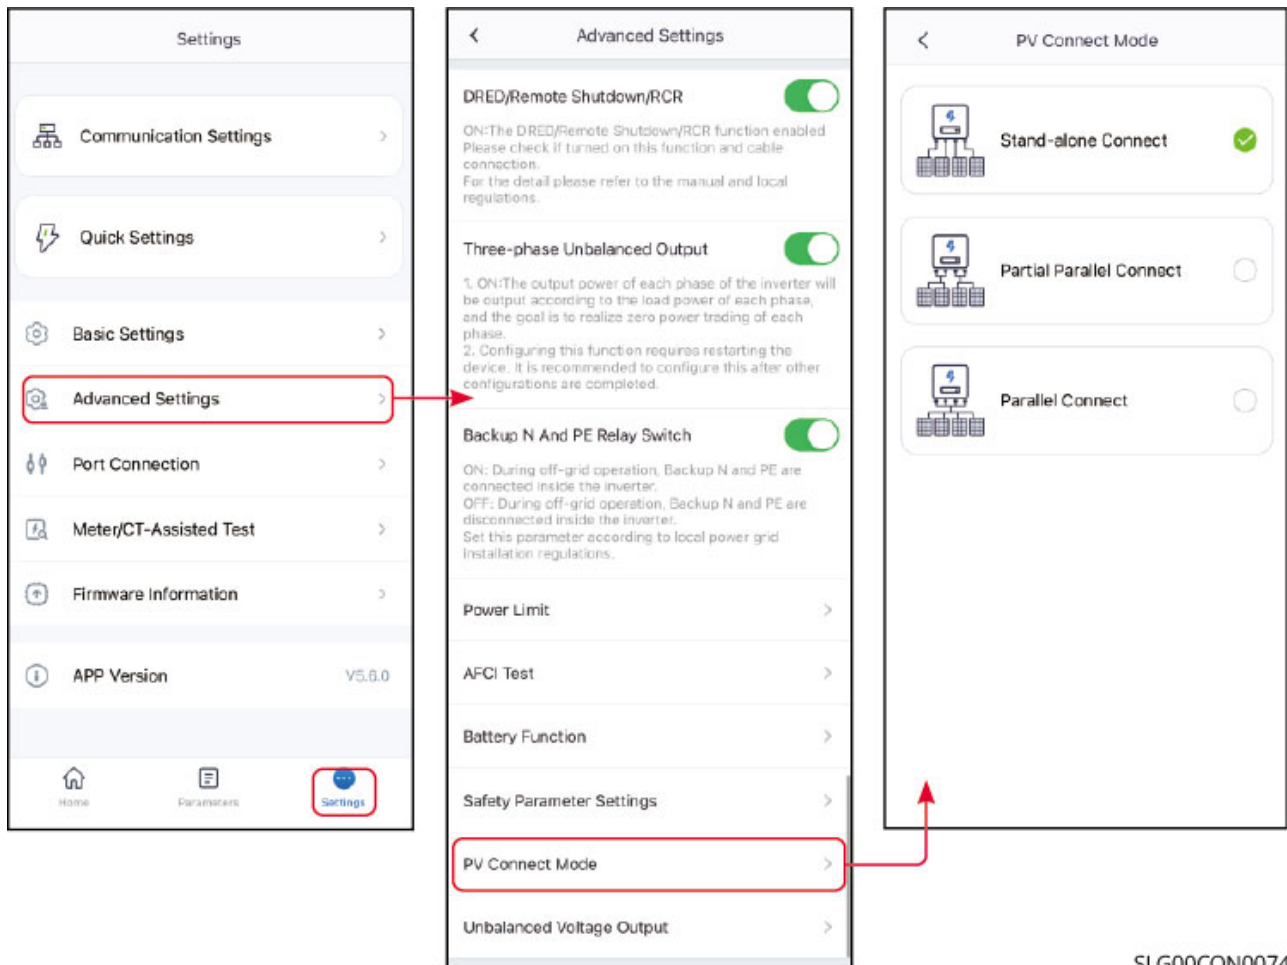 Settings
Communication Settings
Quick Settings
Basic Settings
Advanced Settings
Port Connection
Meter/CT-Assisted Test
Firmware Information
APP Version V5.6.0
Home Parameters Settings
Advanced Settings
DRED/Remote Shutdown/RCR
ON:The DRED/Remote Shutdown/RCR function enabled
Please check if turned on this function and cable
connection.
For the detail please refer to the manual and local
regulations.
Three-phase Unbalanced Output
1. ON:The output power of each phase of the inverter will
be output according to the load power of each phase,
and the goal is to realize zero power trading of each
phase.
2. Configuring this function requires restarting the
device. It is recommended to configure this after other
configurations are completed.
Backup N And PE Relay Switch
ON: During off-grid operation, Backup N and PE are
connected inside the inverter.
OFF: During off-grid operation, Backup N and PE are
disconnected inside the inverter.
Set this parameter according to local power grid
installation regulations.
Power Limit
AFCI Test
Battery Function
Safety Parameter Settings
PV Connect Mode
Unbalanced Voltage Output
PV Connect Mode
Stand-alone Connect
Partial Parallel Connect
Parallel Connect
SLG00CON0074